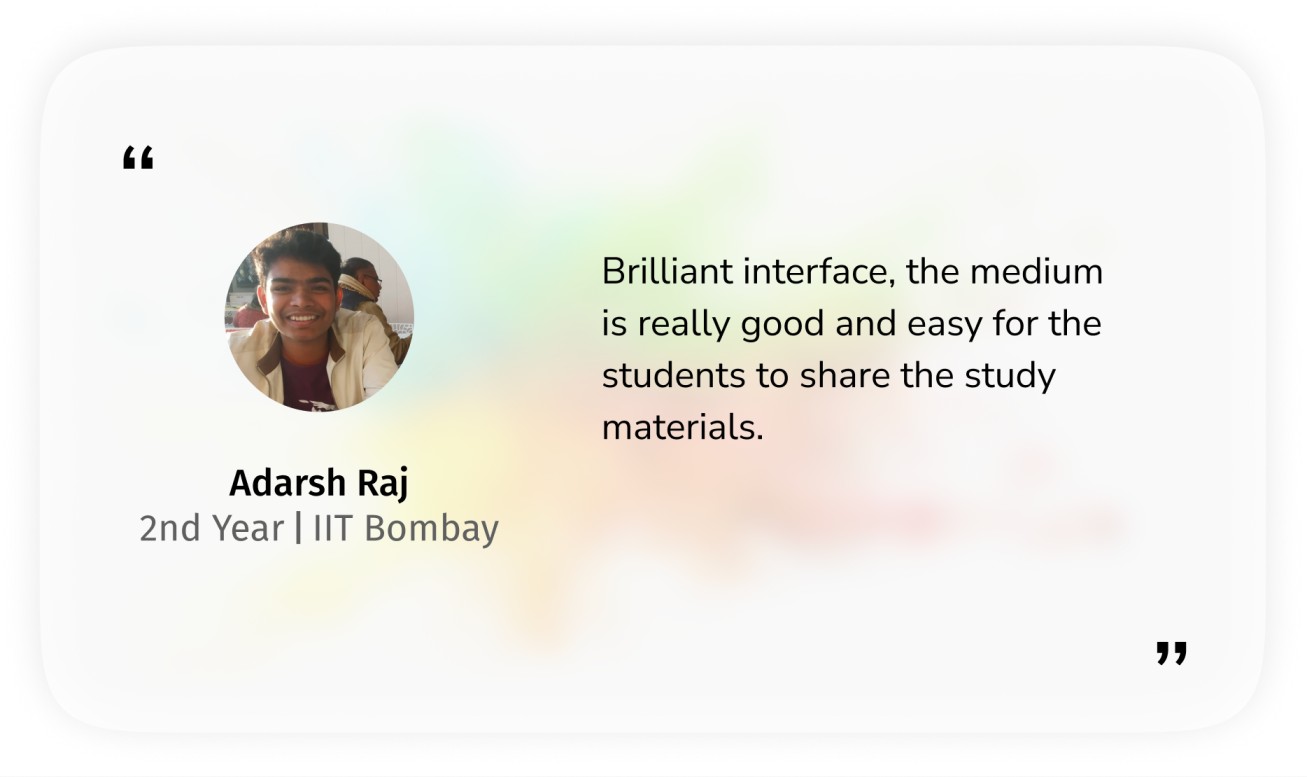 “
Adarsh Raj
2nd Year | IIT Bombay
Brilliant interface, the medium
is really good and easy for the
students to share the study
materials.
”